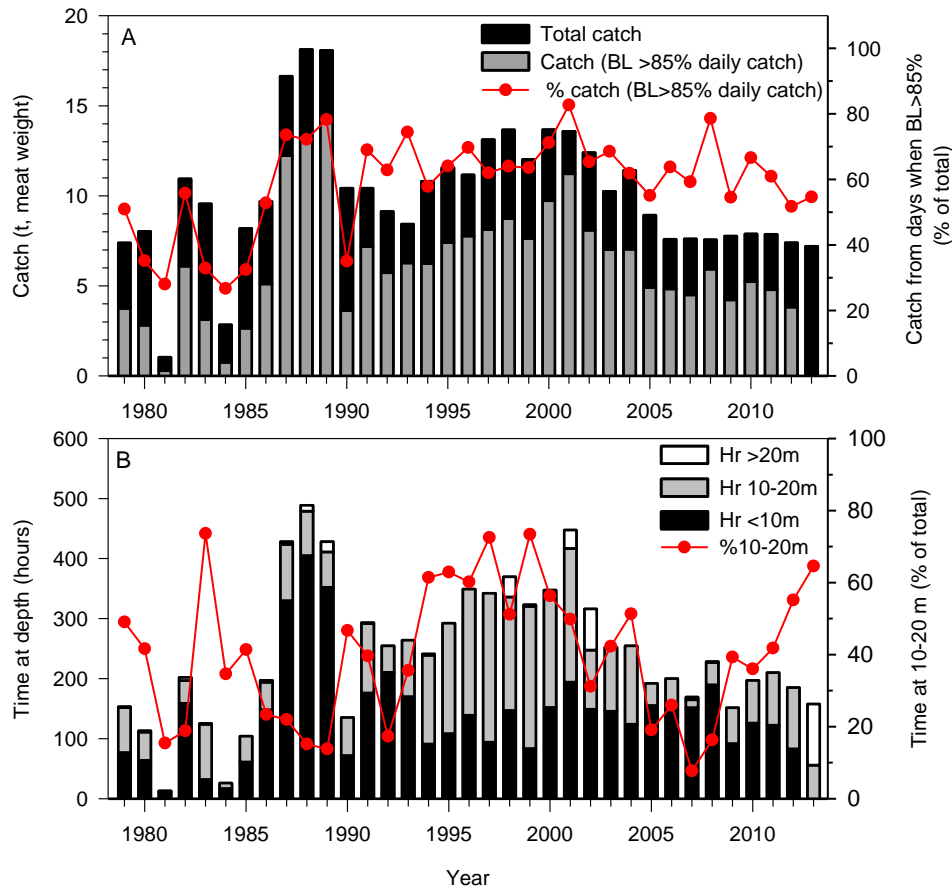 A
Total catch
Catch (BL >85% daily catch)
% catch (BL>85% daily catch)
Catch (t, meat weight)
20
15
10
5
0
100
80
60
40
20
0
Catch from days when BL>85%
(% of total)
1980
1985
1990
1995
2000
2005
2010
B
Hr >20m
Hr 10-20m
Hr <10m
%10-20m
Time at depth (hours)
600
500
400
300
200
100
0
100
80
60
40
20
0
Time at 10-20 m (% of total)
1980
1985
1990
1995
2000
2005
2010
Year